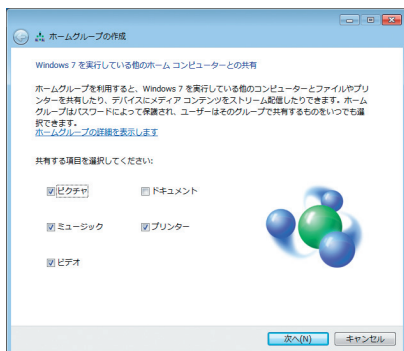 ホームグループの作成
Windows 7 を実行している他のホーム コンピューターとの共有
ホームグループを利用すると、Windows 7 を実行している他のコンピューターとファイルやプリ
ンターを共有したり、デバイスにメディア コンテンツをストリーム配信したりできます。ホーム
グループはパスワードによって保護され、ユーザーはそのグループで共有するものをいつでも選
択できます。
ホームグループの詳細を表示します
共有する項目を選択してください:
ピクチャ ドキュメント
ミュージック プリンター
ビデオ
次へ(N) キャンセル